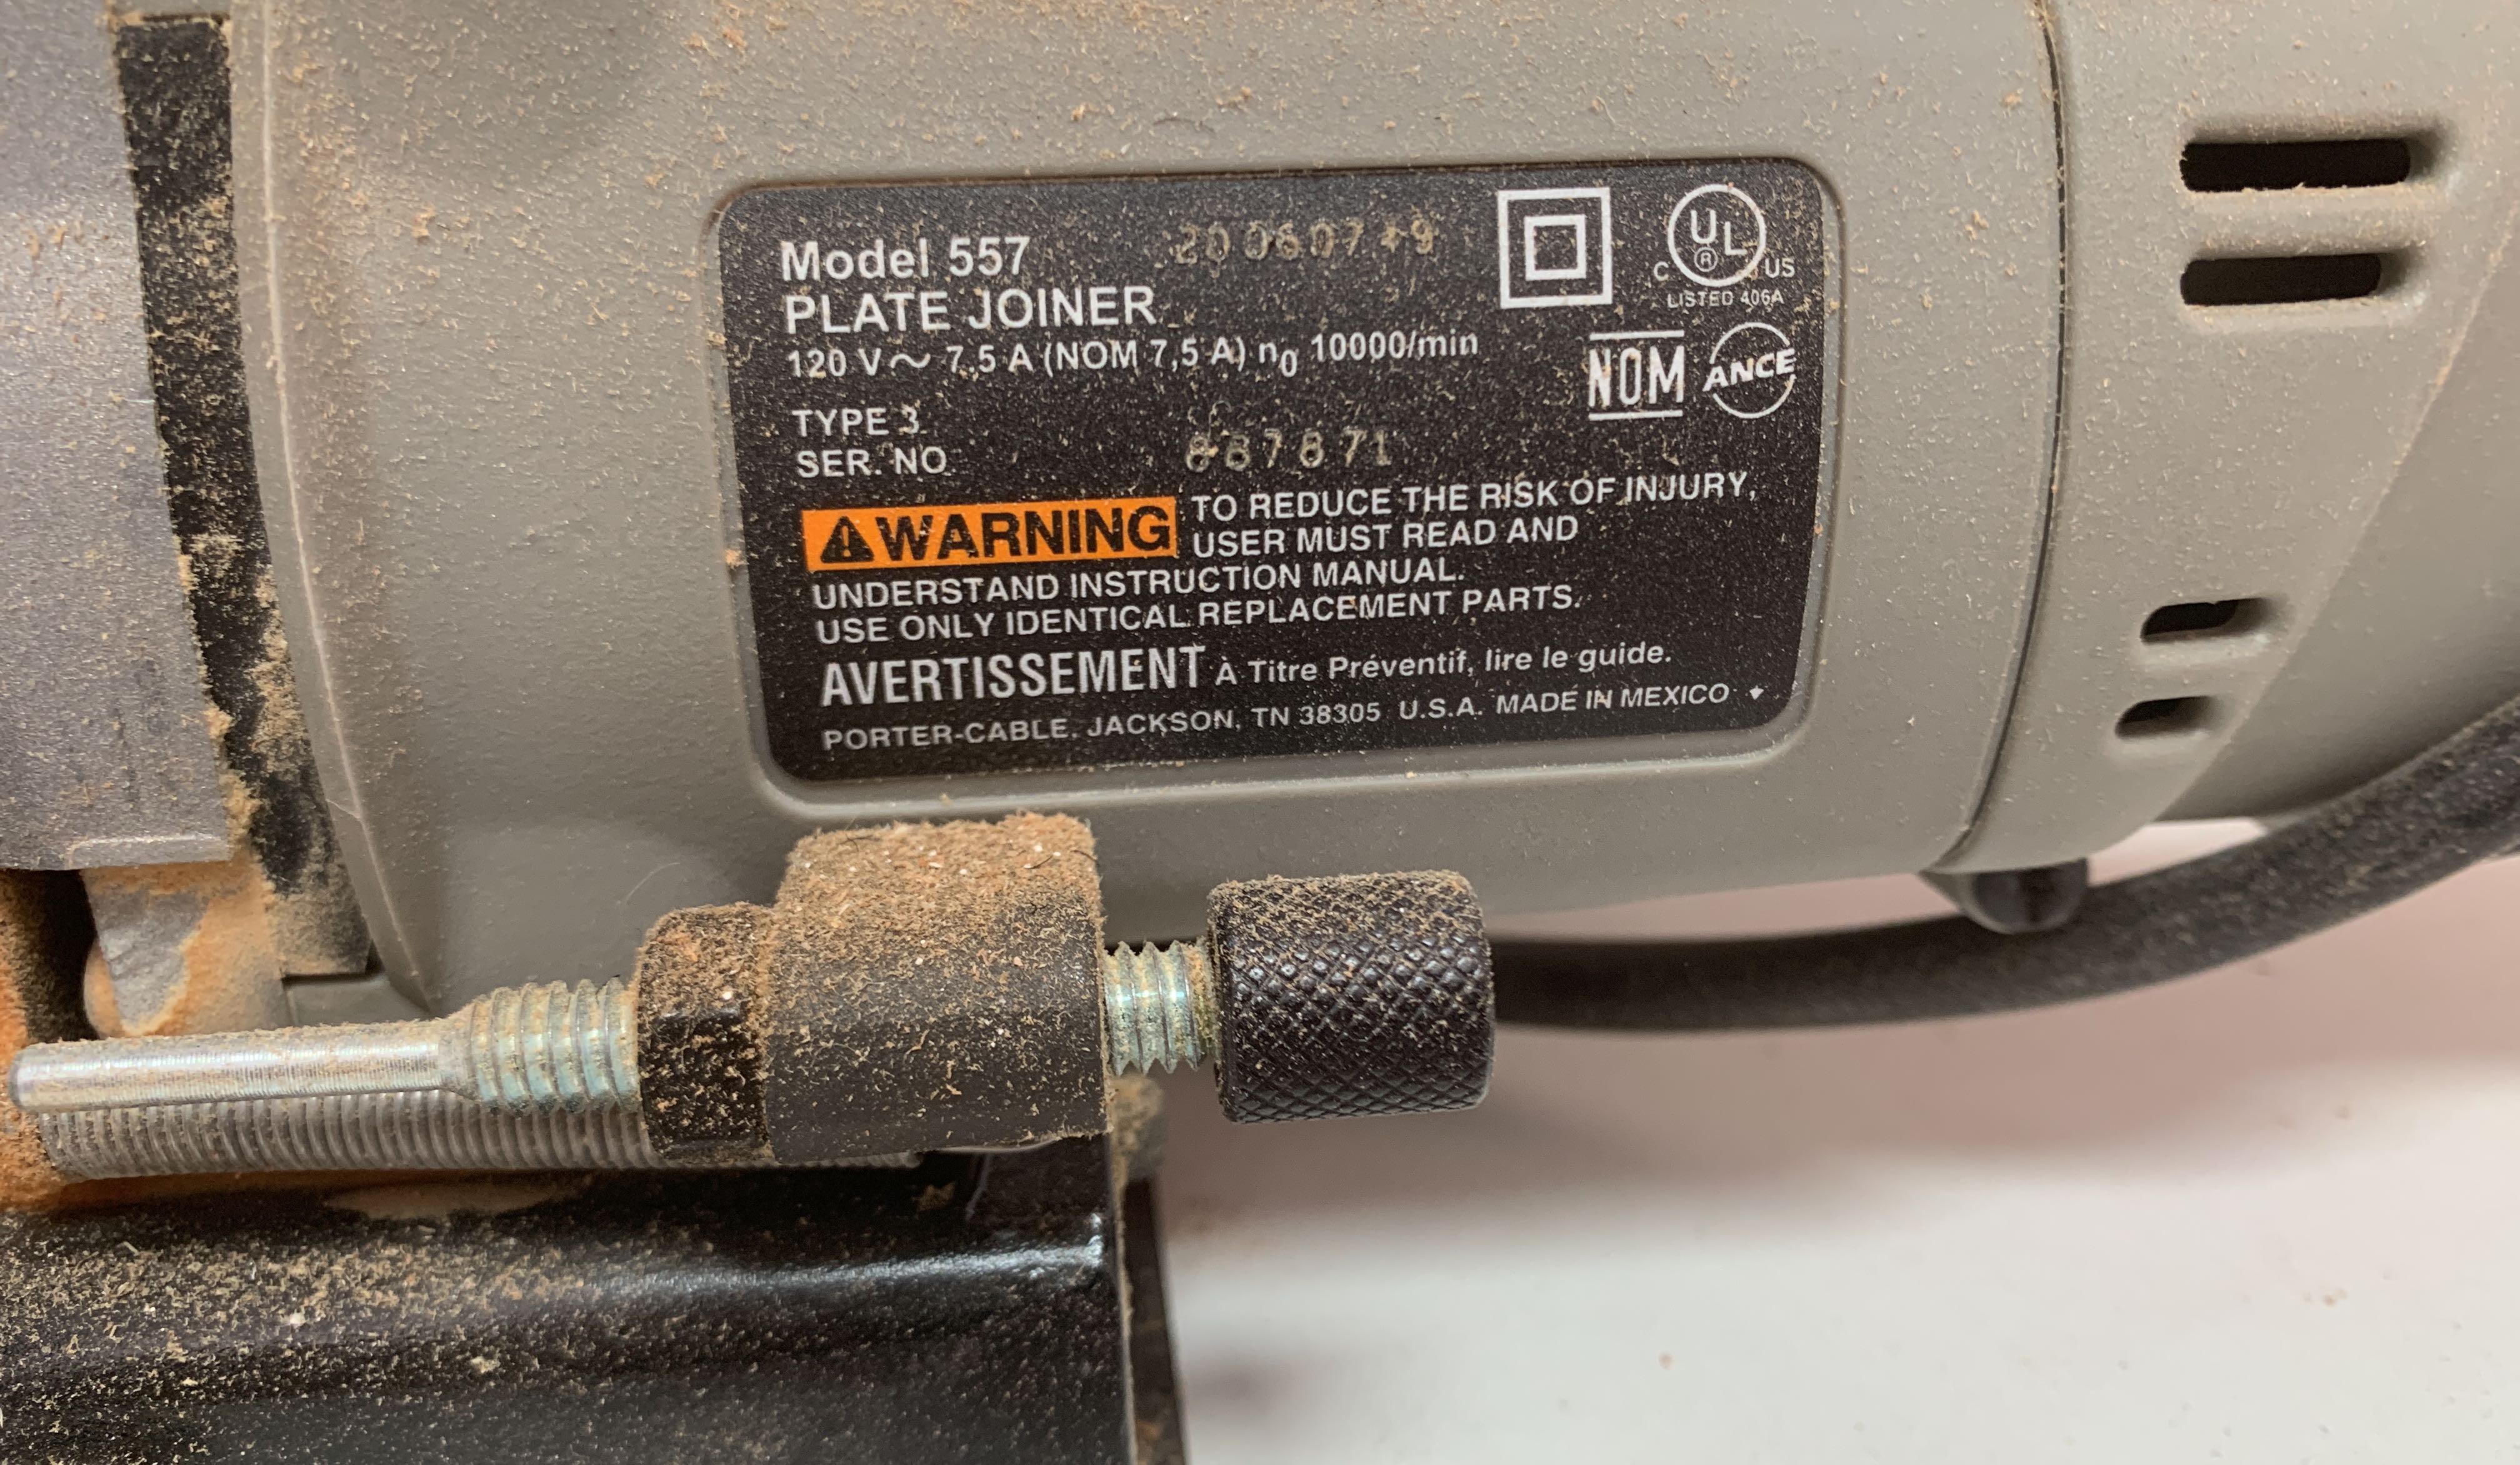 Model 557
PLATE JOINER
120 V~ 7.5 A (NOM 7,5 A) n0 10000/min
TYPE 3
SER. NO. 887871
WARNING TO REDUCE THE RISK OF INJURY,
USER MUST READ AND
UNDERSTAND INSTRUCTION MANUAL.
USE ONLY IDENTICAL REPLACEMENT PARTS.
AVERTISSEMENT À Titre Préventif, lire le guide.
PORTER-CABLE, JACKSON, TN 38305 U.S.A. MADE IN MEXICO
C UL ® US
LISTED 406A
NOM ANCE